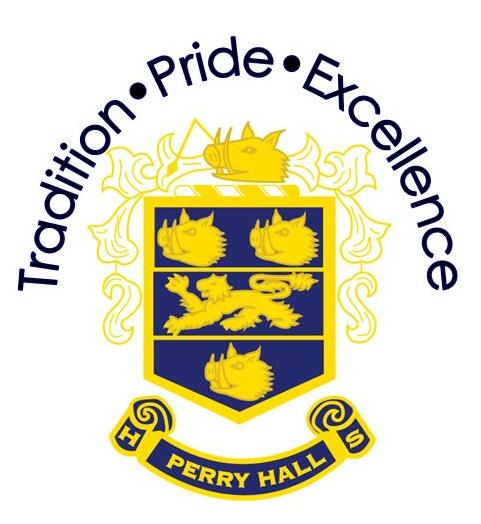 Tradition • Pride • Excellence
H PERRY HALL S